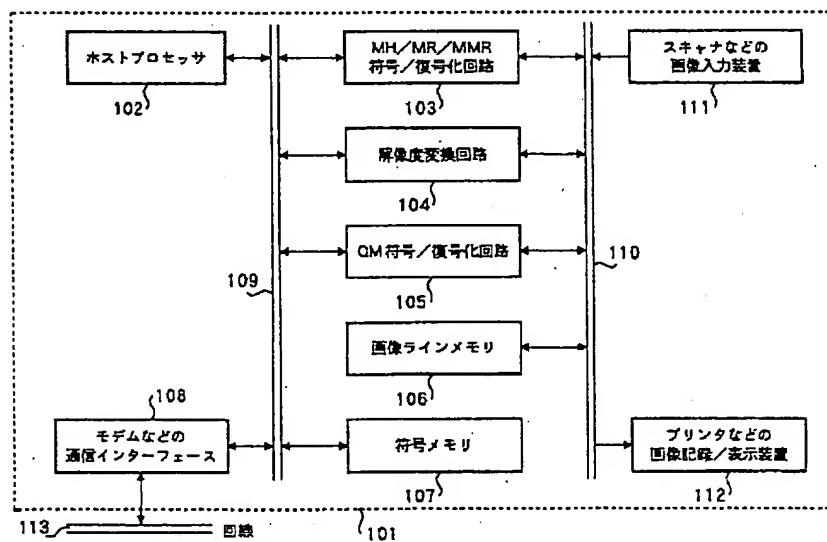 ホストプロセッサ
102
MH/MR/MMR
符号/復号化回路
103
スキャナなどの
画像入力装置
111
解像度変換回路
104
QM符号/復号化回路
105
109
110
画像ラインメモリ
106
108
モデムなどの
通信インターフェース
符号メモリ
107
プリンタなどの
画像記録/表示装置
112
113
回線
101